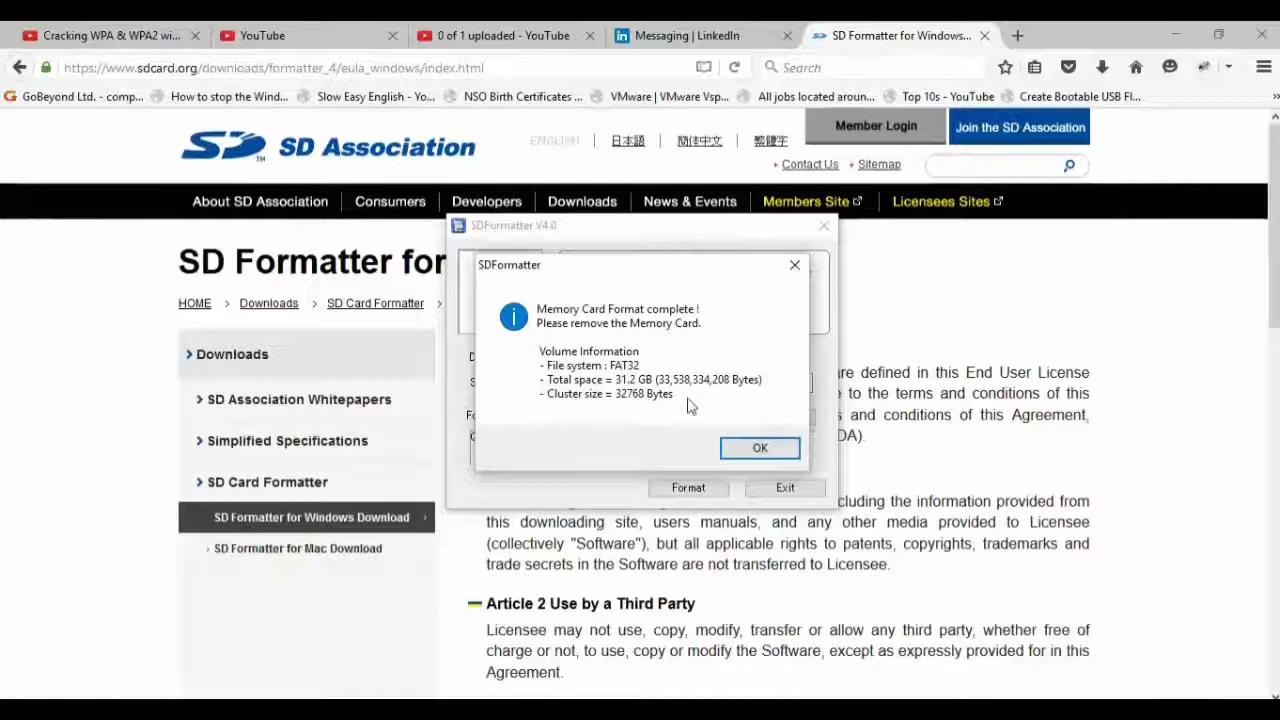 Cracking WPA & WPA2 wi...
YouTube
0 of 1 uploaded - YouTube
Messaging | LinkedIn
SD Formatter for Windows...
https://www.sdcard.org/downloads/formatter_4/eula_windows/index.html
Search
GoBeyond Ltd. - comp...
How to stop the Wind...
Slow Easy English - Yo...
NSO Birth Certificates ...
VMware | VMware Vsp...
All jobs located aroun...
Top 10s - YouTube
Create Bootable USB Fl...
SD Association
ENGLISH
日本語
简体中文
繁體字
Member Login
Join the SD Association
Contact Us
Sitemap
About SD Association
Consumers
Developers
Downloads
News & Events
Members Site
Licensees Sites
SD Formatter for
HOME > Downloads > SD Card Formatter >
Downloads
SD Association Whitepapers
Simplified Specifications
SD Card Formatter
SD Formatter for Windows Download
SD Formatter for Mac Download
SDFormatter V4.0
SDFormatter
Memory Card Format complete !
Please remove the Memory Card.
Volume Information
- File system : FAT32
- Total space = 31.2 GB (33,538,334,208 Bytes)
- Cluster size = 32768 Bytes
OK
Format
Exit
are defined in this End User License
to the terms and conditions of this
and conditions of this Agreement,
DA).
cluding the information provided from
this downloading site, users manuals, and any other media provided to Licensee
(collectively "Software"), but all applicable rights to patents, copyrights, trademarks and
trade secrets in the Software are not transferred to Licensee.
Article 2 Use by a Third Party
Licensee may not use, copy, modify, transfer or allow any third party, whether free of
charge or not, to use, copy or modify the Software, except as expressly provided for in this
Agreement.